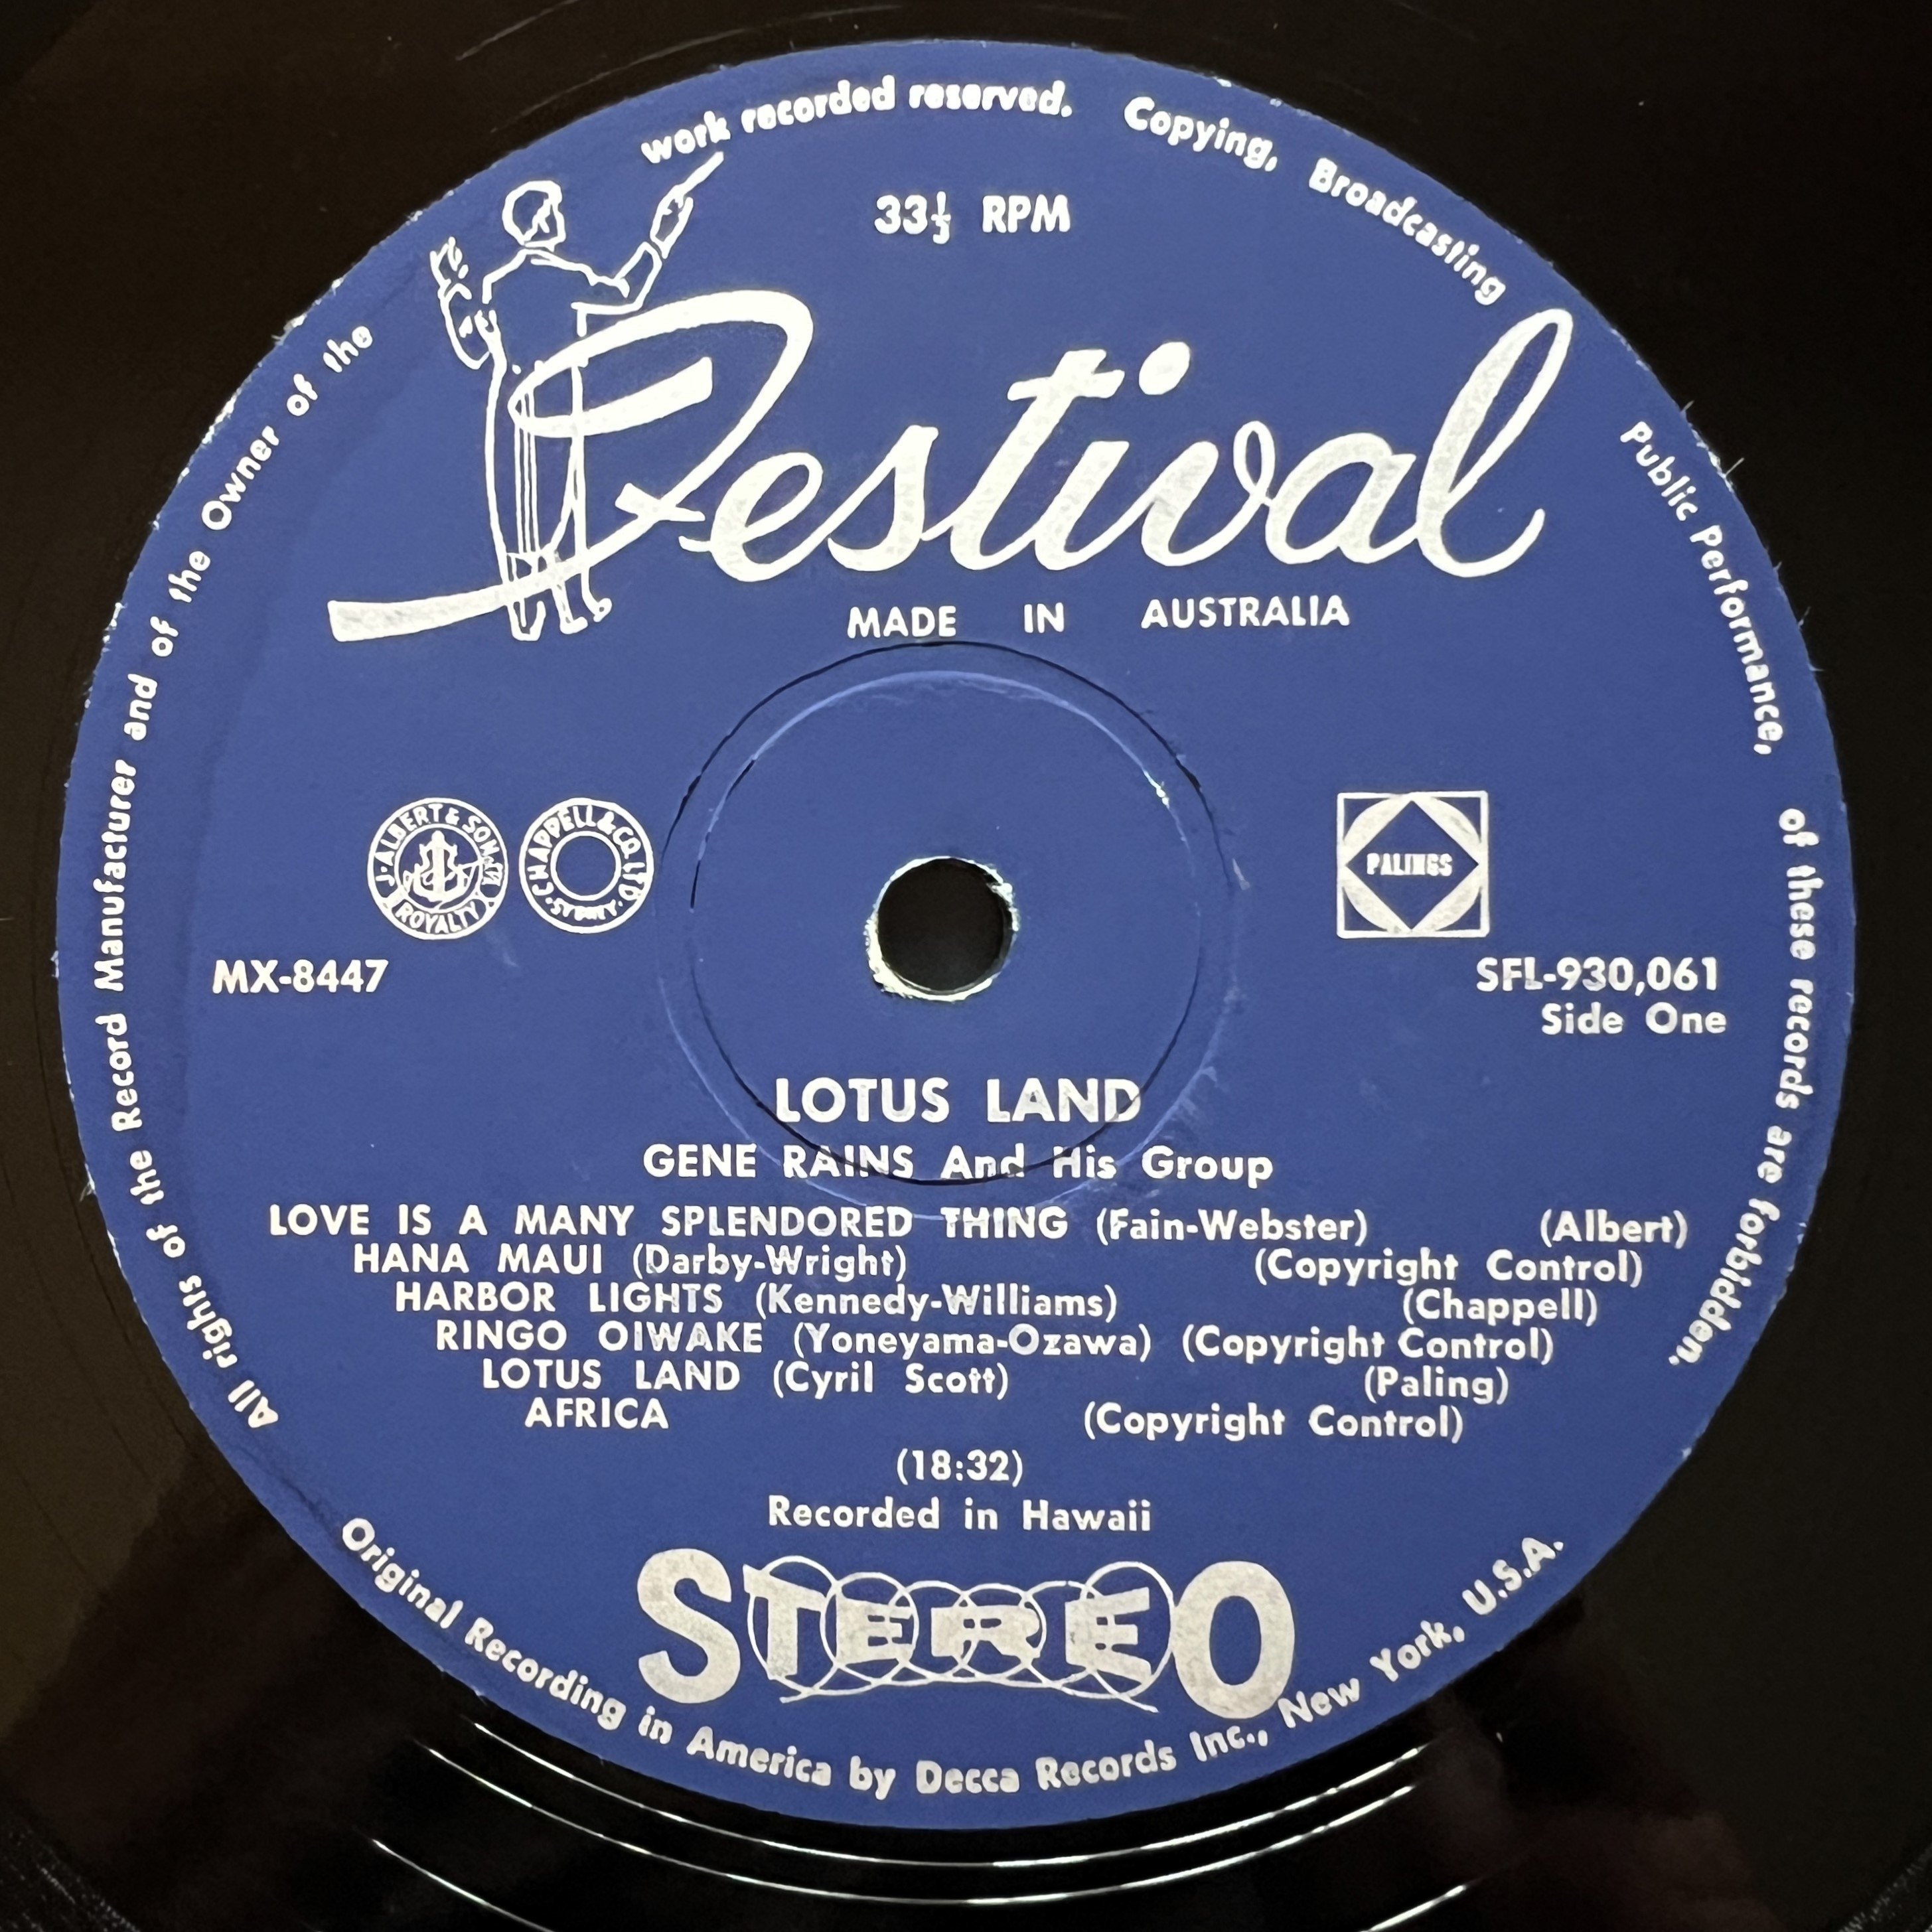 All rights of the Record Manufacturer and of the Owner of the work recorded reserved. Copying, Broadcasting Public Performance, of these records are forbidden.
33⅓ RPM
Festival
MADE IN AUSTRALIA
J. ALBERT & SON
ROYALTY
CHAPPELL & CO. LTD
SYDNEY
PALINGS
MX-8447
SFL-930,061
Side One
LOTUS LAND
GENE RAINS And His Group
LOVE IS A MANY SPLENDORED THING (Fain-Webster) (Albert)
HANA MAUI (Darby-Wright) (Copyright Control)
HARBOR LIGHTS (Kennedy-Williams) (Chappell)
RINGO OIWAKE (Yoneyama-Ozawa) (Copyright Control)
LOTUS LAND (Cyril Scott) (Paling)
AFRICA (Copyright Control)
(18:32)
Recorded in Hawaii
STEREO
Original Recording in America by Decca Records Inc., New York, U.S.A.